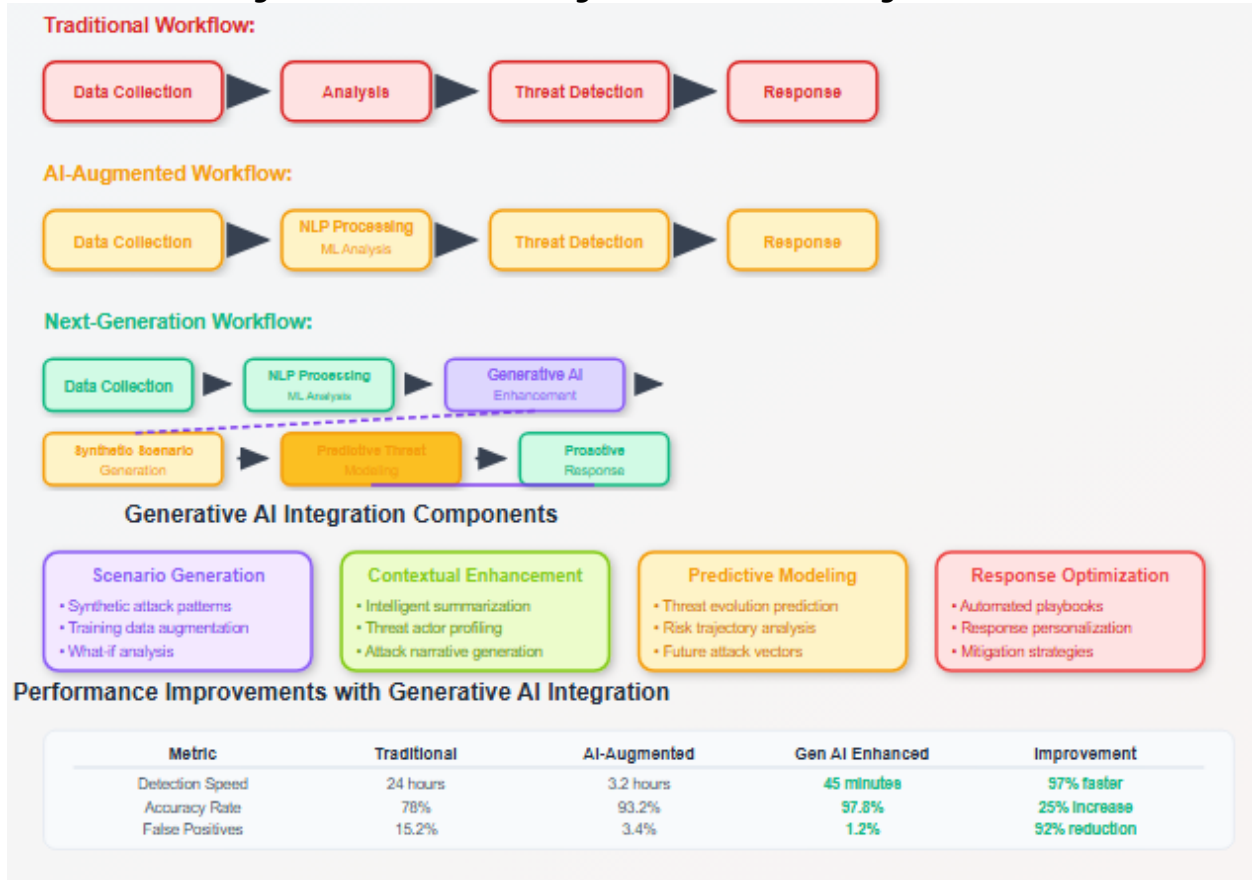 Traditional Workflow:
Data Collection
Analysis
Threat Detection
Response
AI-Augmented Workflow:
Data Collection
NLP Processing
ML Analysis
Threat Detection
Response
Next-Generation Workflow:
Data Collection
NLP Processing
ML Analysis
Generative AI
Enhancement
Synthetic Scenario
Generation
Predictive Threat
Modeling
Proactive
Response
Generative AI Integration Components
Scenario Generation
• Synthetic attack patterns
• Training data augmentation
• What-if analysis
Contextual Enhancement
• Intelligent summarization
• Threat actor profiling
• Attack narrative generation
Predictive Modeling
• Threat evolution prediction
• Risk trajectory analysis
• Future attack vectors
Response Optimization
• Automated playbooks
• Response personalization
• Mitigation strategies
Performance Improvements with Generative AI Integration
Metric Traditional AI-Augmented Gen AI Enhanced Improvement
Detection Speed 24 hours 3.2 hours 45 minutes 97% faster
Accuracy Rate 78% 93.2% 97.8% 25% Increase
False Positives 15.2% 3.4% 1.2% 92% reduction